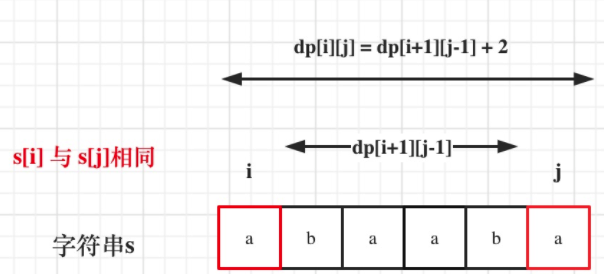 dp[i][j] = dp[i+1][j-1] + 2
s[i] 与 s[j]相同
dp[i+1][j-1]
i
j
字符串s
a b a a b a